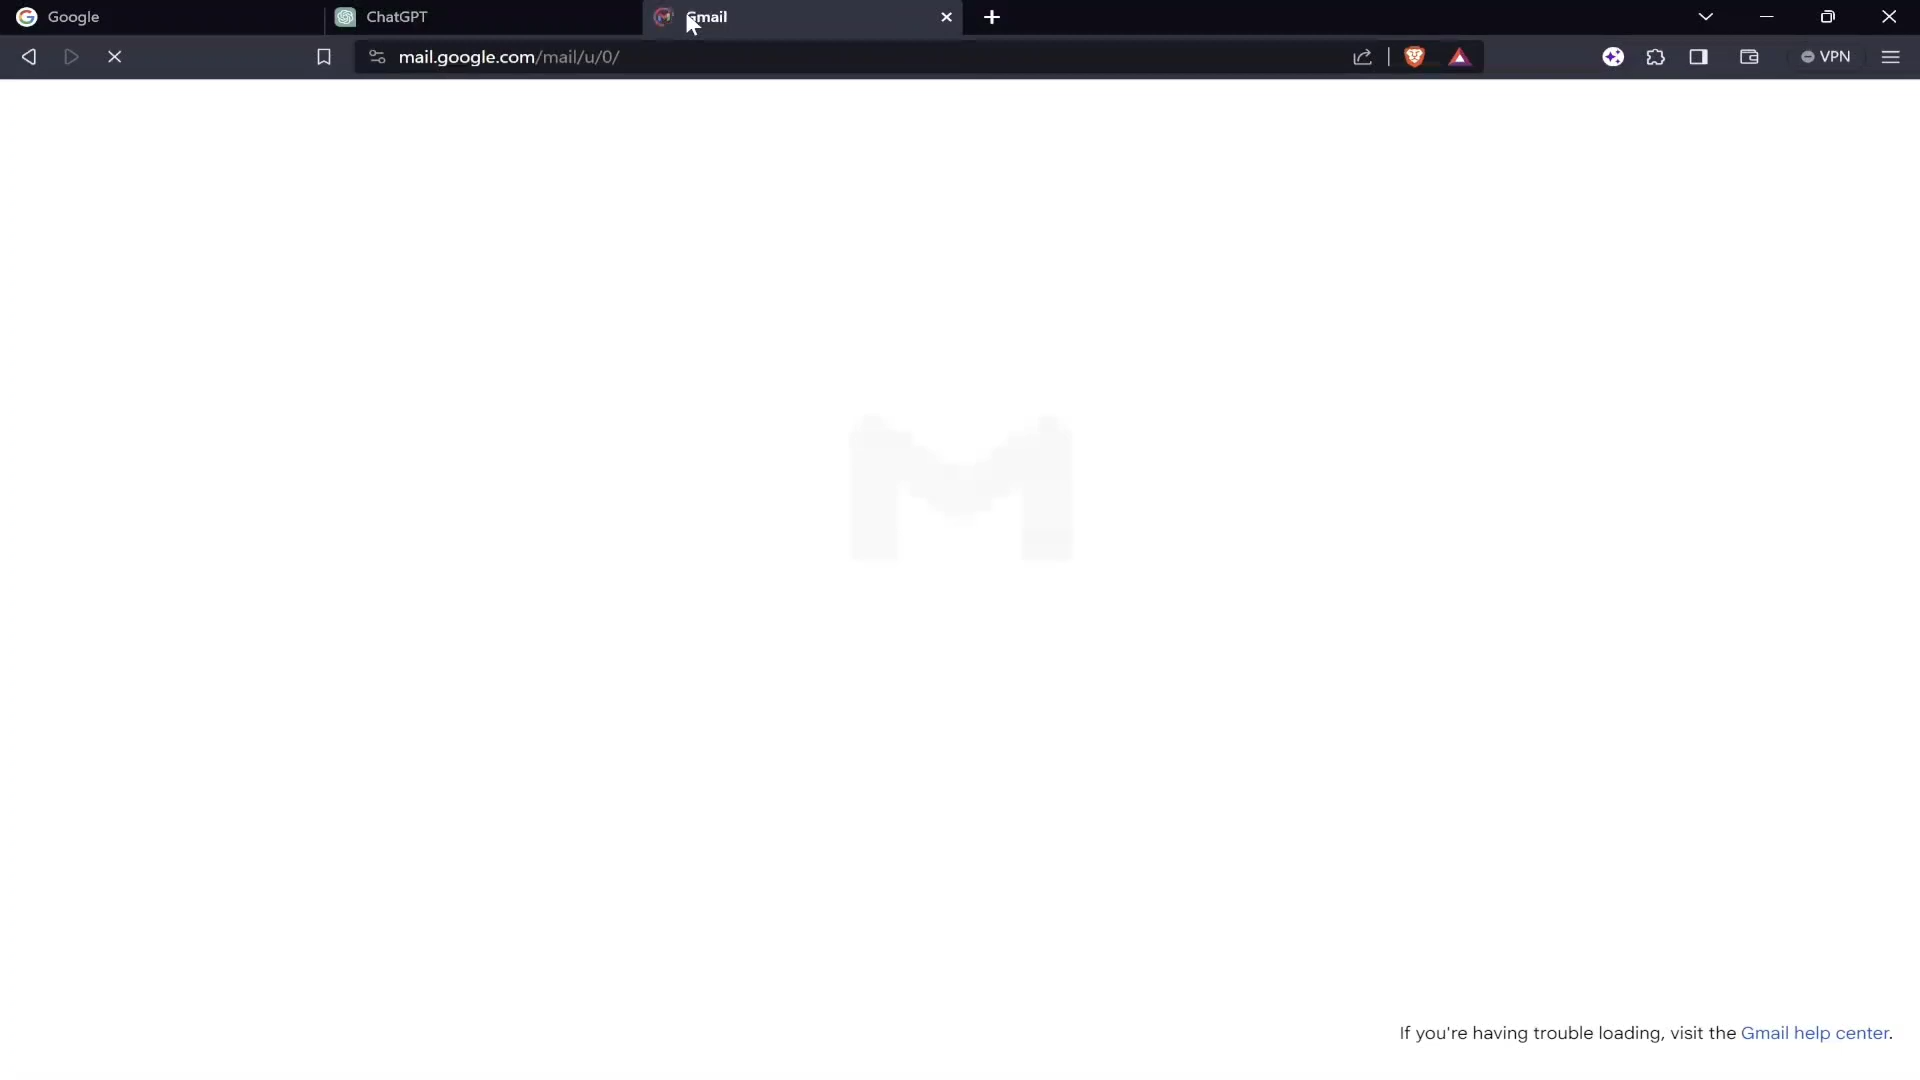 Google
ChatGPT
Gmail
mail.google.com/mail/u/0/
VPN
If you're having trouble loading, visit the Gmail help center.